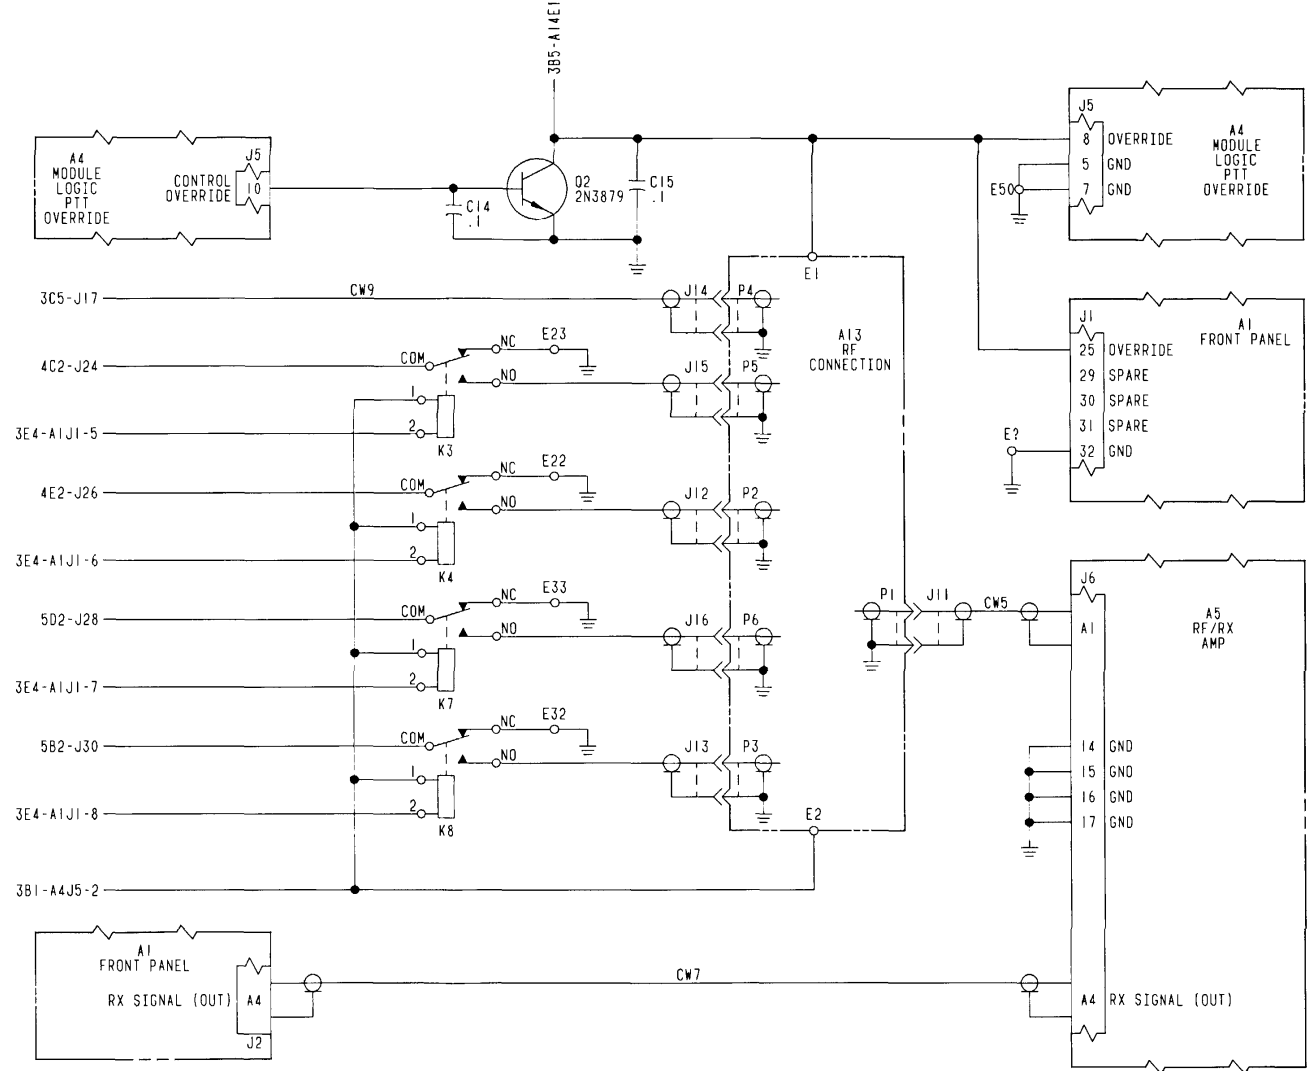 3B5-A14E1
A4
MODULE
LOGIC
PTT
OVERRIDE
CONTROL
OVERRIDE
J5
10
C14
.1
Q2
2N3879
C15
.1
J5
8 OVERRIDE
5 GND
7 GND
E50
A4
MODULE
LOGIC
PTT
OVERRIDE
3C5-J17
CW9
J14 P4
E1
A13
RF
CONNECTION
J1
25 OVERRIDE
29 SPARE
30 SPARE
31 SPARE
32 GND
E?
A1
FRONT PANEL
4C2-J24
COM
NC
E23
NO
J15 P5
1
2
K3
3E4-A1J1-5
4E2-J26
COM
NC
E22
NO
J12 P2
1
2
K4
3E4-A1J1-6
5D2-J28
COM
NC
E33
NO
J16 P6
1
2
K7
3E4-A1J1-7
5B2-J30
COM
NC
E32
NO
J13 P3
1
2
K8
3E4-A1J1-8
E2
3B1-A4J5-2
P1 J11
CW5
J6
A1
A5
RF/RX
AMP
14 GND
15 GND
16 GND
17 GND
A1
FRONT PANEL
RX SIGNAL (OUT) A4
J2
CW7
A4 RX SIGNAL (OUT)